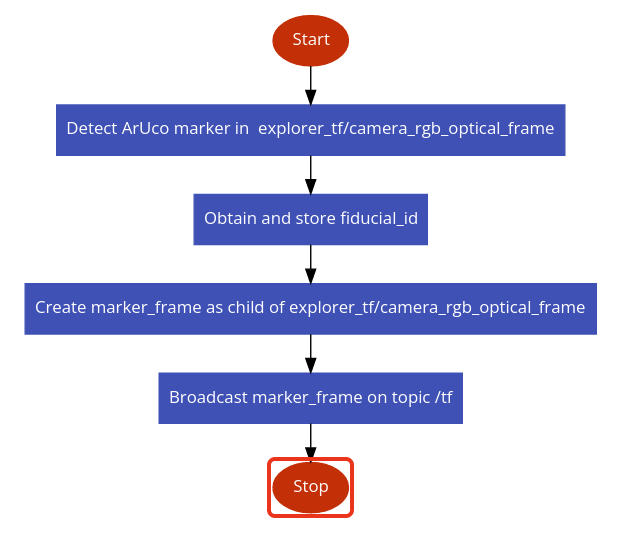 Start
Detect ArUco marker in  explorer_tf/camera_rgb_optical_frame
Obtain and store fiducial_id
Create marker_frame as child of explorer_tf/camera_rgb_optical_frame
Broadcast marker_frame on topic /tf
Stop